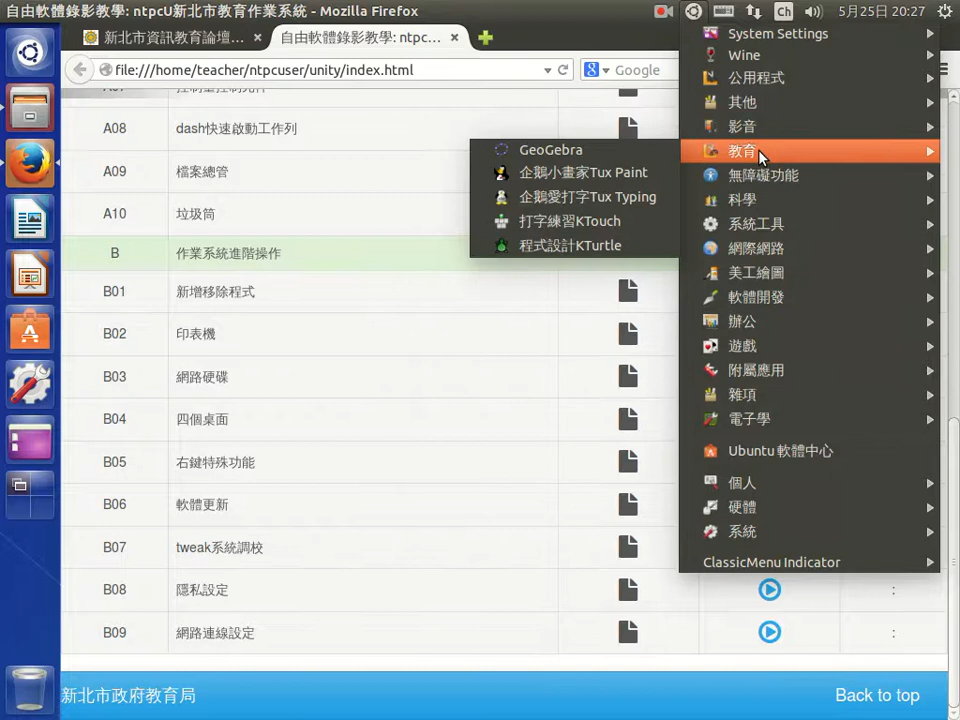 自由軟體錄影教學: ntpcU新北市教育作業系統 - Mozilla Firefox
Ch
5月25日 20:27
新北市資訊教育論壇...
自由軟體錄影教學: ntpc...
file:///home/teacher/ntpcuser/unity/index.html
Google
A08 dash快速啟動工作列
A09 檔案總管
A10 垃圾筒
B 作業系統進階操作
B01 新增移除程式
B02 印表機
B03 網路硬碟
B04 四個桌面
B05 右鍵特殊功能
B06 軟體更新
B07 tweak系統調校
B08 隱私設定 :
B09 網路連線設定 :
新北市政府教育局
Back to top
System Settings
Wine
公用程式
其他
影音
教育
無障礙功能
科學
系統工具
網際網路
美工繪圖
軟體開發
辦公
遊戲
附屬應用
雜項
電子學
Ubuntu 軟體中心
個人
硬體
系統
ClassicMenu Indicator
GeoGebra
企鵝小畫家Tux Paint
企鵝愛打字Tux Typing
打字練習KTouch
程式設計KTurtle